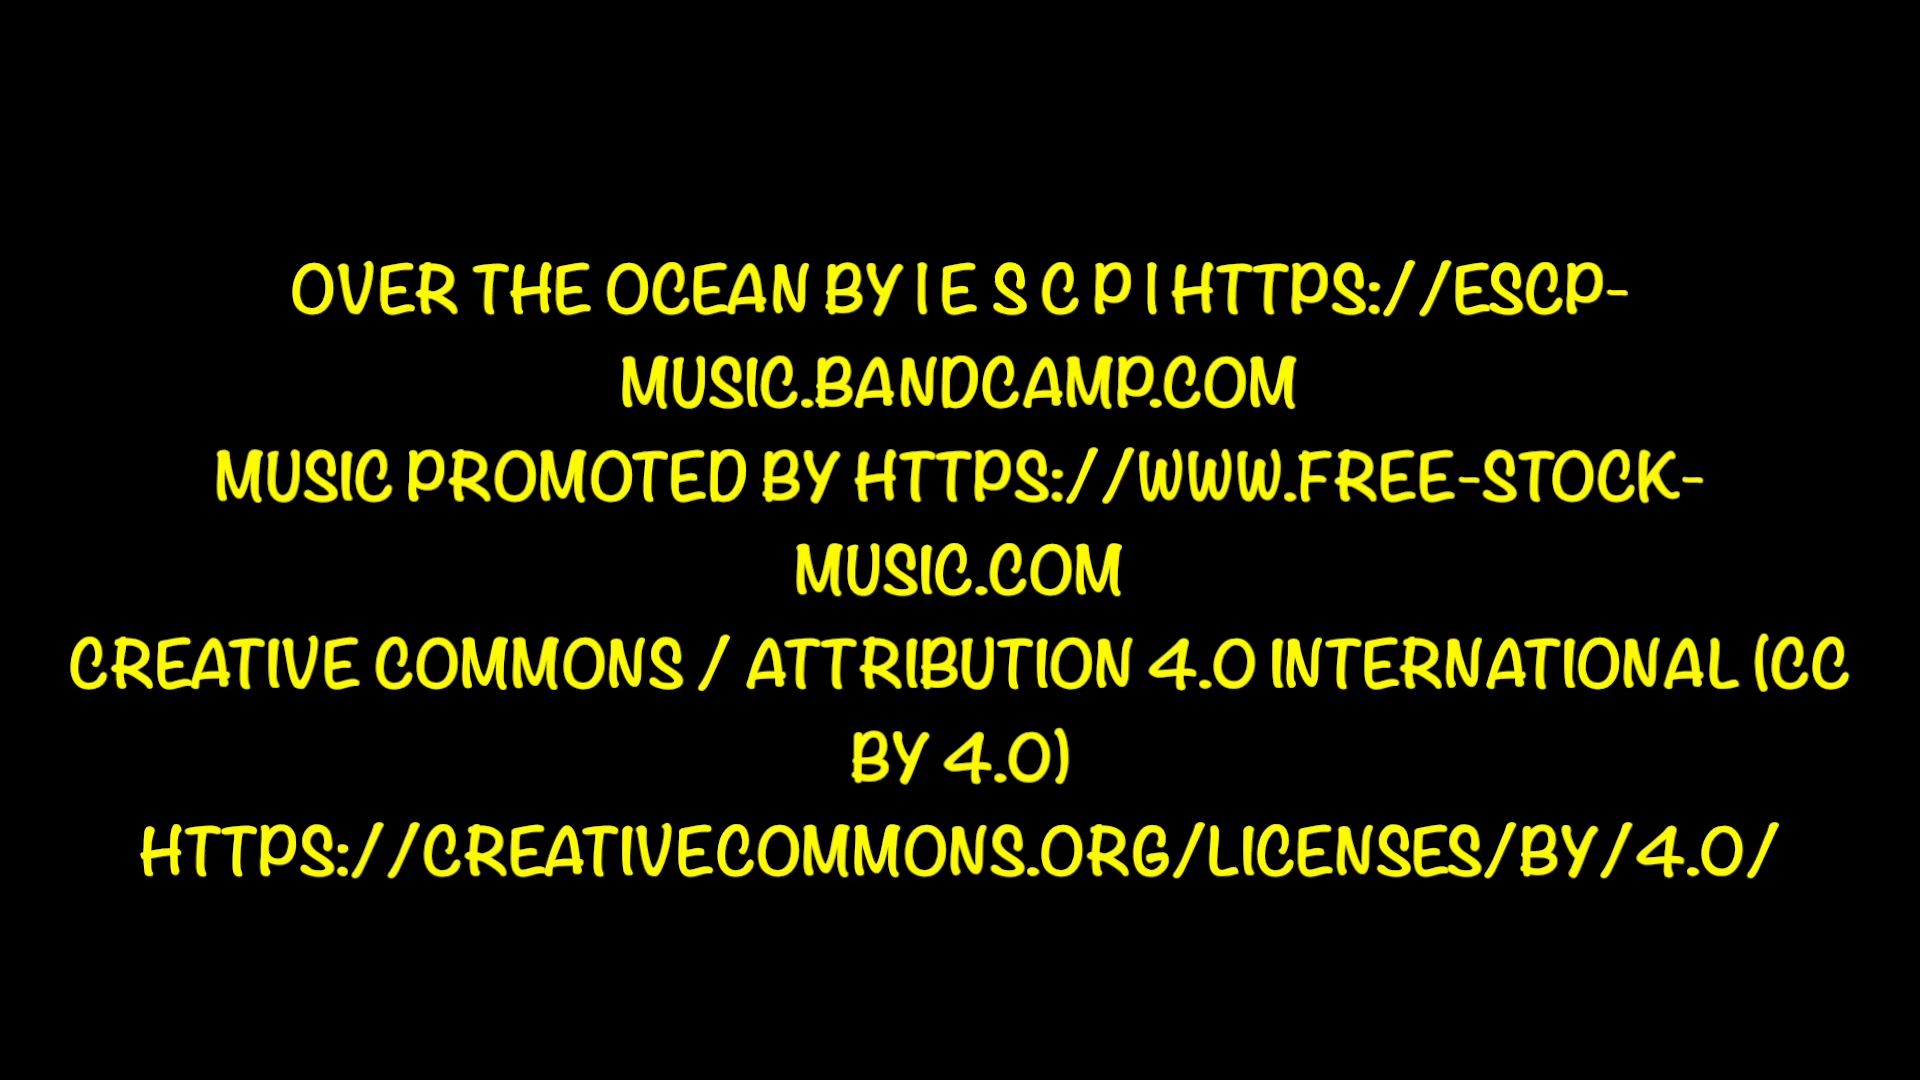 OVER THE OCEAN BY | E S C P | HTTPS://ESCP-
MUSIC.BANDCAMP.COM
MUSIC PROMOTED BY HTTPS://WWW.FREE-STOCK-
MUSIC.COM
CREATIVE COMMONS / ATTRIBUTION 4.0 INTERNATIONAL (CC
BY 4.0)
HTTPS://CREATIVECOMMONS.ORG/LICENSES/BY/4.0/